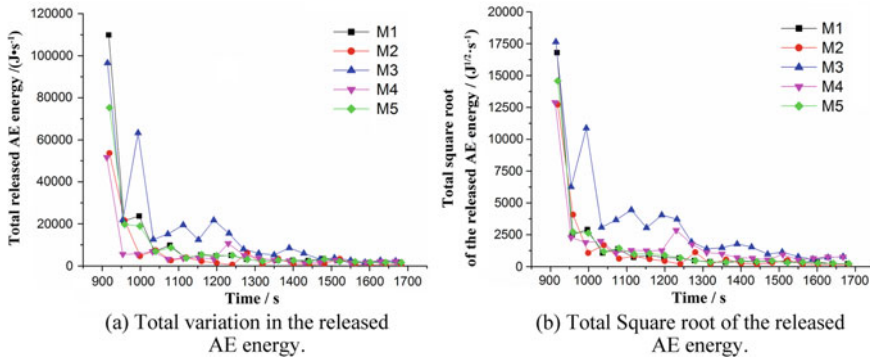 120000
100000
80000
60000
40000
20000
0
Total released AE energy /(J•s⁻¹)
M1
M2
M3
M4
M5
900 1000 1100 1200 1300 1400 1500 1600 1700
Time / s
(a) Total variation in the released
AE energy.
20000
17500
15000
12500
10000
7500
5000
2500
0
Total square root
of the released AE energy / (J¹ᐟ²·s⁻¹)
M1
M2
M3
M4
M5
900 1000 1100 1200 1300 1400 1500 1600 1700
Time / s
(b) Total Square root of the released
AE energy.